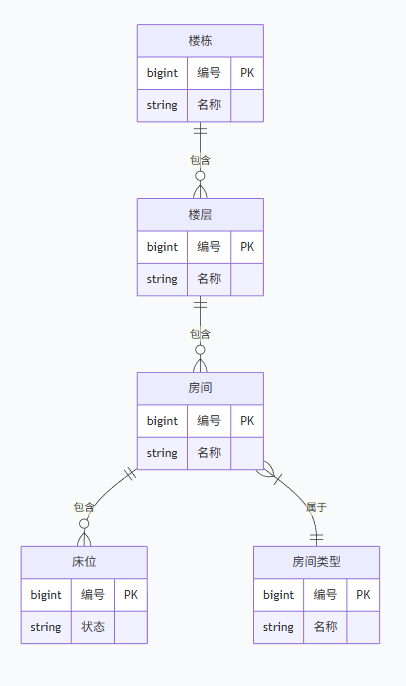 楼栋
bigint 编号 PK
string 名称
包含
楼层
bigint 编号 PK
string 名称
包含
房间
bigint 编号 PK
string 名称
包含
属于
床位
bigint 编号 PK
string 状态
房间类型
bigint 编号 PK
string 名称